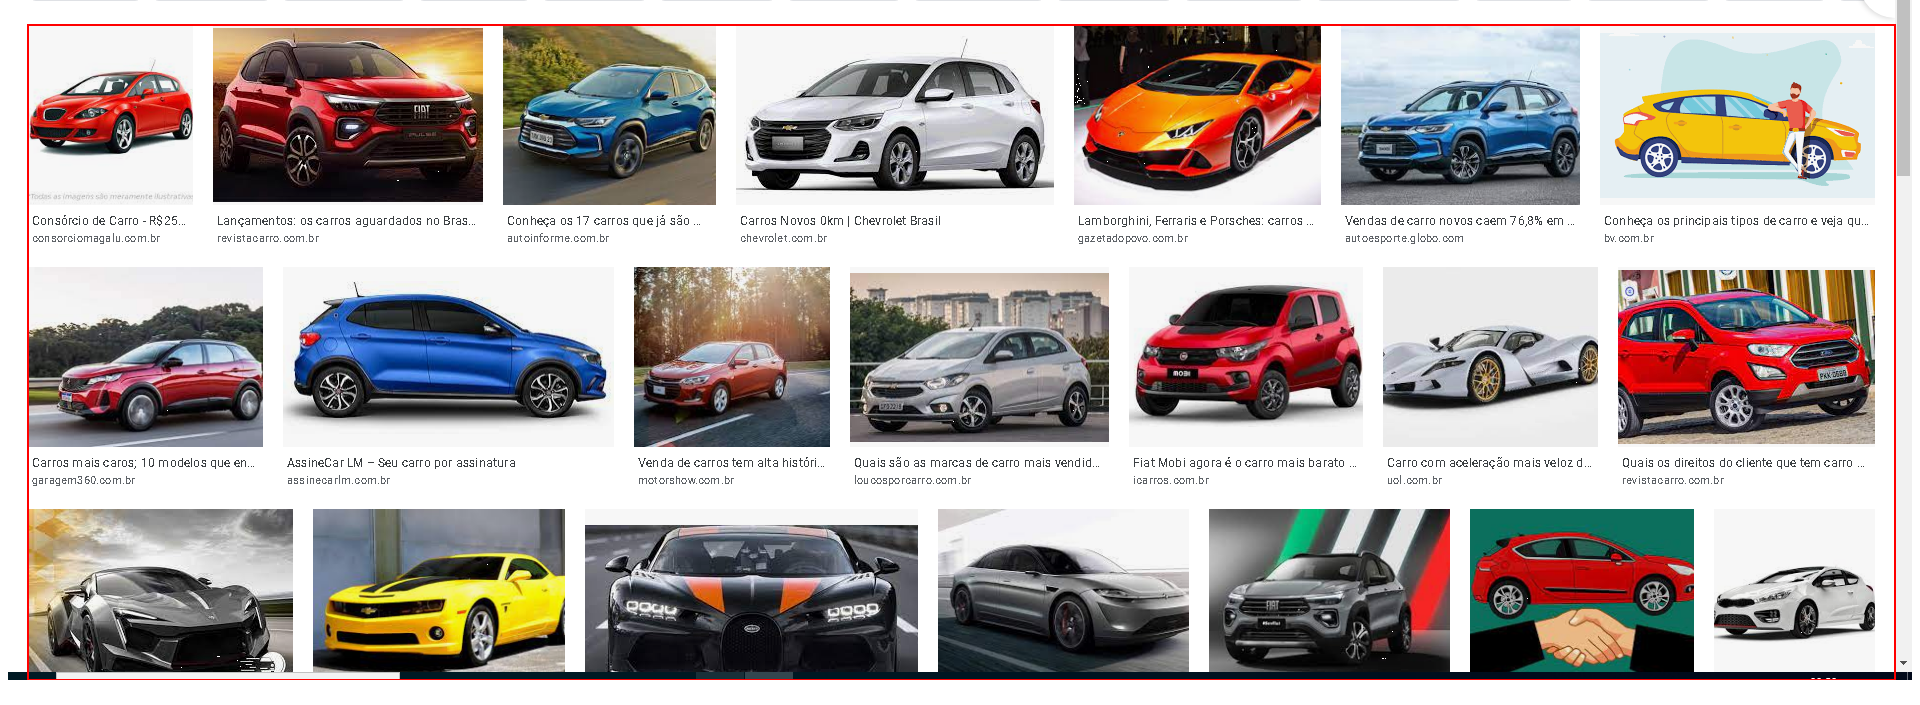 *Todas as imagem são meramente ilustrativas
FIAT
PULSE
Consórcio de Carro - R$25...
consorciomagalu.com.br
Lançamentos: os carros aguardados no Bras...
revistacarro.com.br
Conheça os 17 carros que já são ...
autoinforme.com.br
Carros Novos 0km | Chevrolet Brasil
chevrolet.com.br
Lamborghini, Ferraris e Porsches: carros ...
gazetadopovo.com.br
Vendas de carro novos caem 76,8% em ...
autoesporte.globo.com
Conheça os principais tipos de carro e veja qu...
bv.com.br
MOBI
Carros mais caros; 10 modelos que en...
garagem360.com.br
AssineCar LM – Seu carro por assinatura
assinecarlm.com.br
Venda de carros tem alta históri...
motorshow.com.br
Quais são as marcas de carro mais vendid...
loucosporcarro.com.br
Fiat Mobi agora é o carro mais barato ...
icarros.com.br
Carro com aceleração mais veloz d...
uol.com.br
Quais os direitos do cliente que tem carro ...
revistacarro.com.br
FIAT